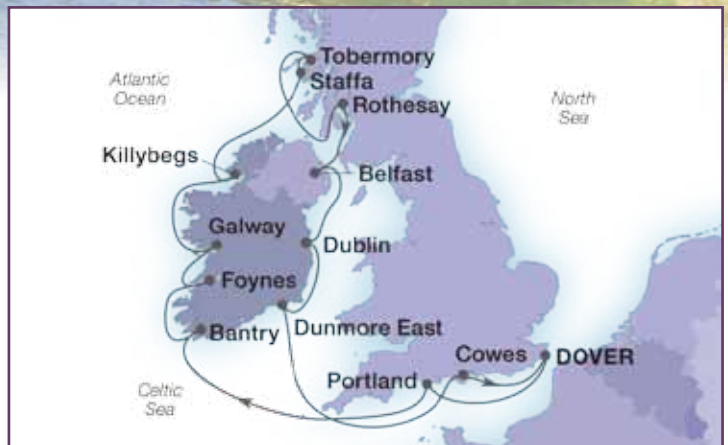 Tobermory
Staffa
Atlantic
Ocean
Rothesay
North
Sea
Killybegs
Belfast
Galway
Dublin
Foynes
Bantry
Dunmore East
Cowes
DOVER
Portland
Celtic
Sea